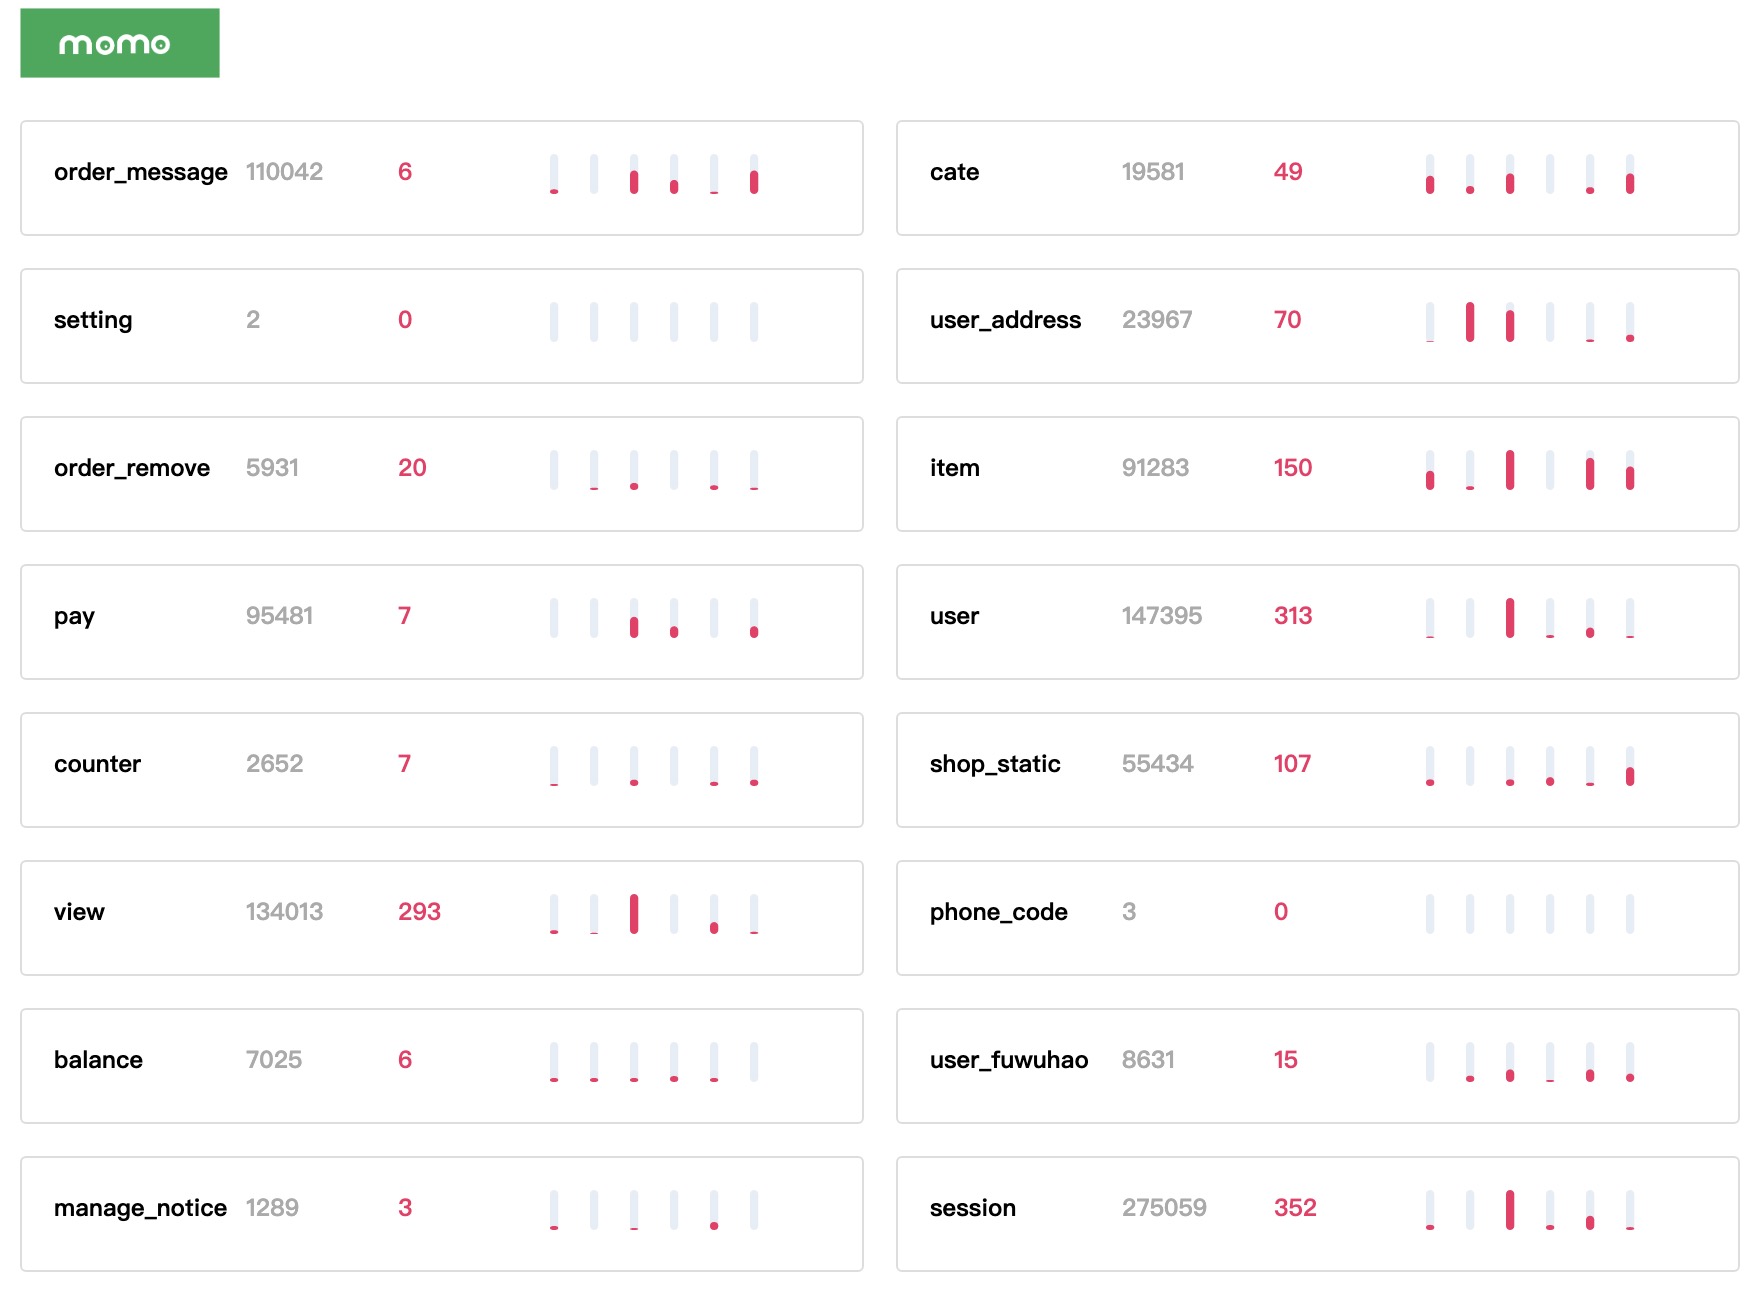 momo
order_message 110042 6
cate 19581 49
setting 2 0
user_address 23967 70
order_remove 5931 20
item 91283 150
pay 95481 7
user 147395 313
counter 2652 7
shop_static 55434 107
view 134013 293
phone_code 3 0
balance 7025 6
user_fuwuhao 8631 15
manage_notice 1289 3
session 275059 352